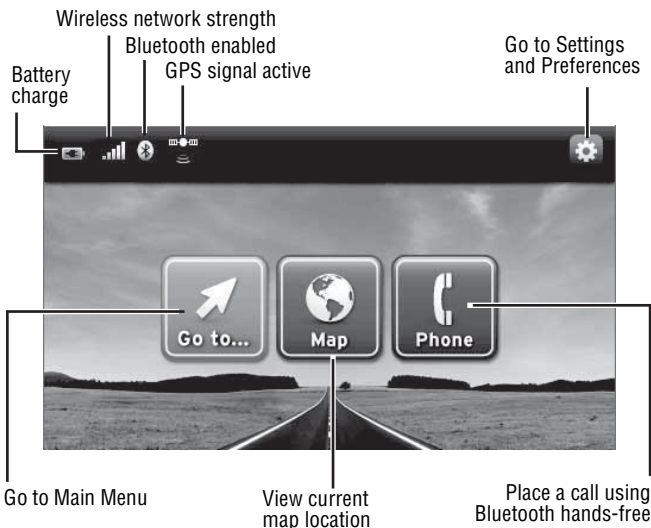 Wireless network strength
Bluetooth enabled
GPS signal active
Battery
charge
Go to Settings
and Preferences
Go to...
Map
Phone
Go to Main Menu
View current
map location
Place a call using
Bluetooth hands-free